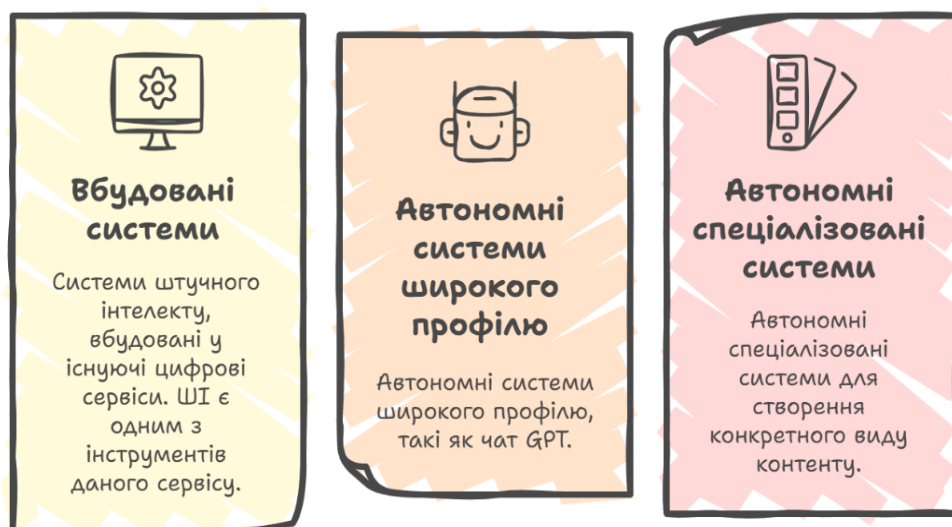 Вбудовані
системи
Системи штучного
інтелекту,
вбудовані у
існуючі цифрові
сервіси. ШІ є
одним з
інструментів
даного сервісу.
Автономні
системи
широкого
профілю
Автономні системи
широкого профілю,
такі як чат GPT.
Автономні
спеціалізовані
системи
Автономні
спеціалізовані
системи для
створення
конкретного виду
контенту.